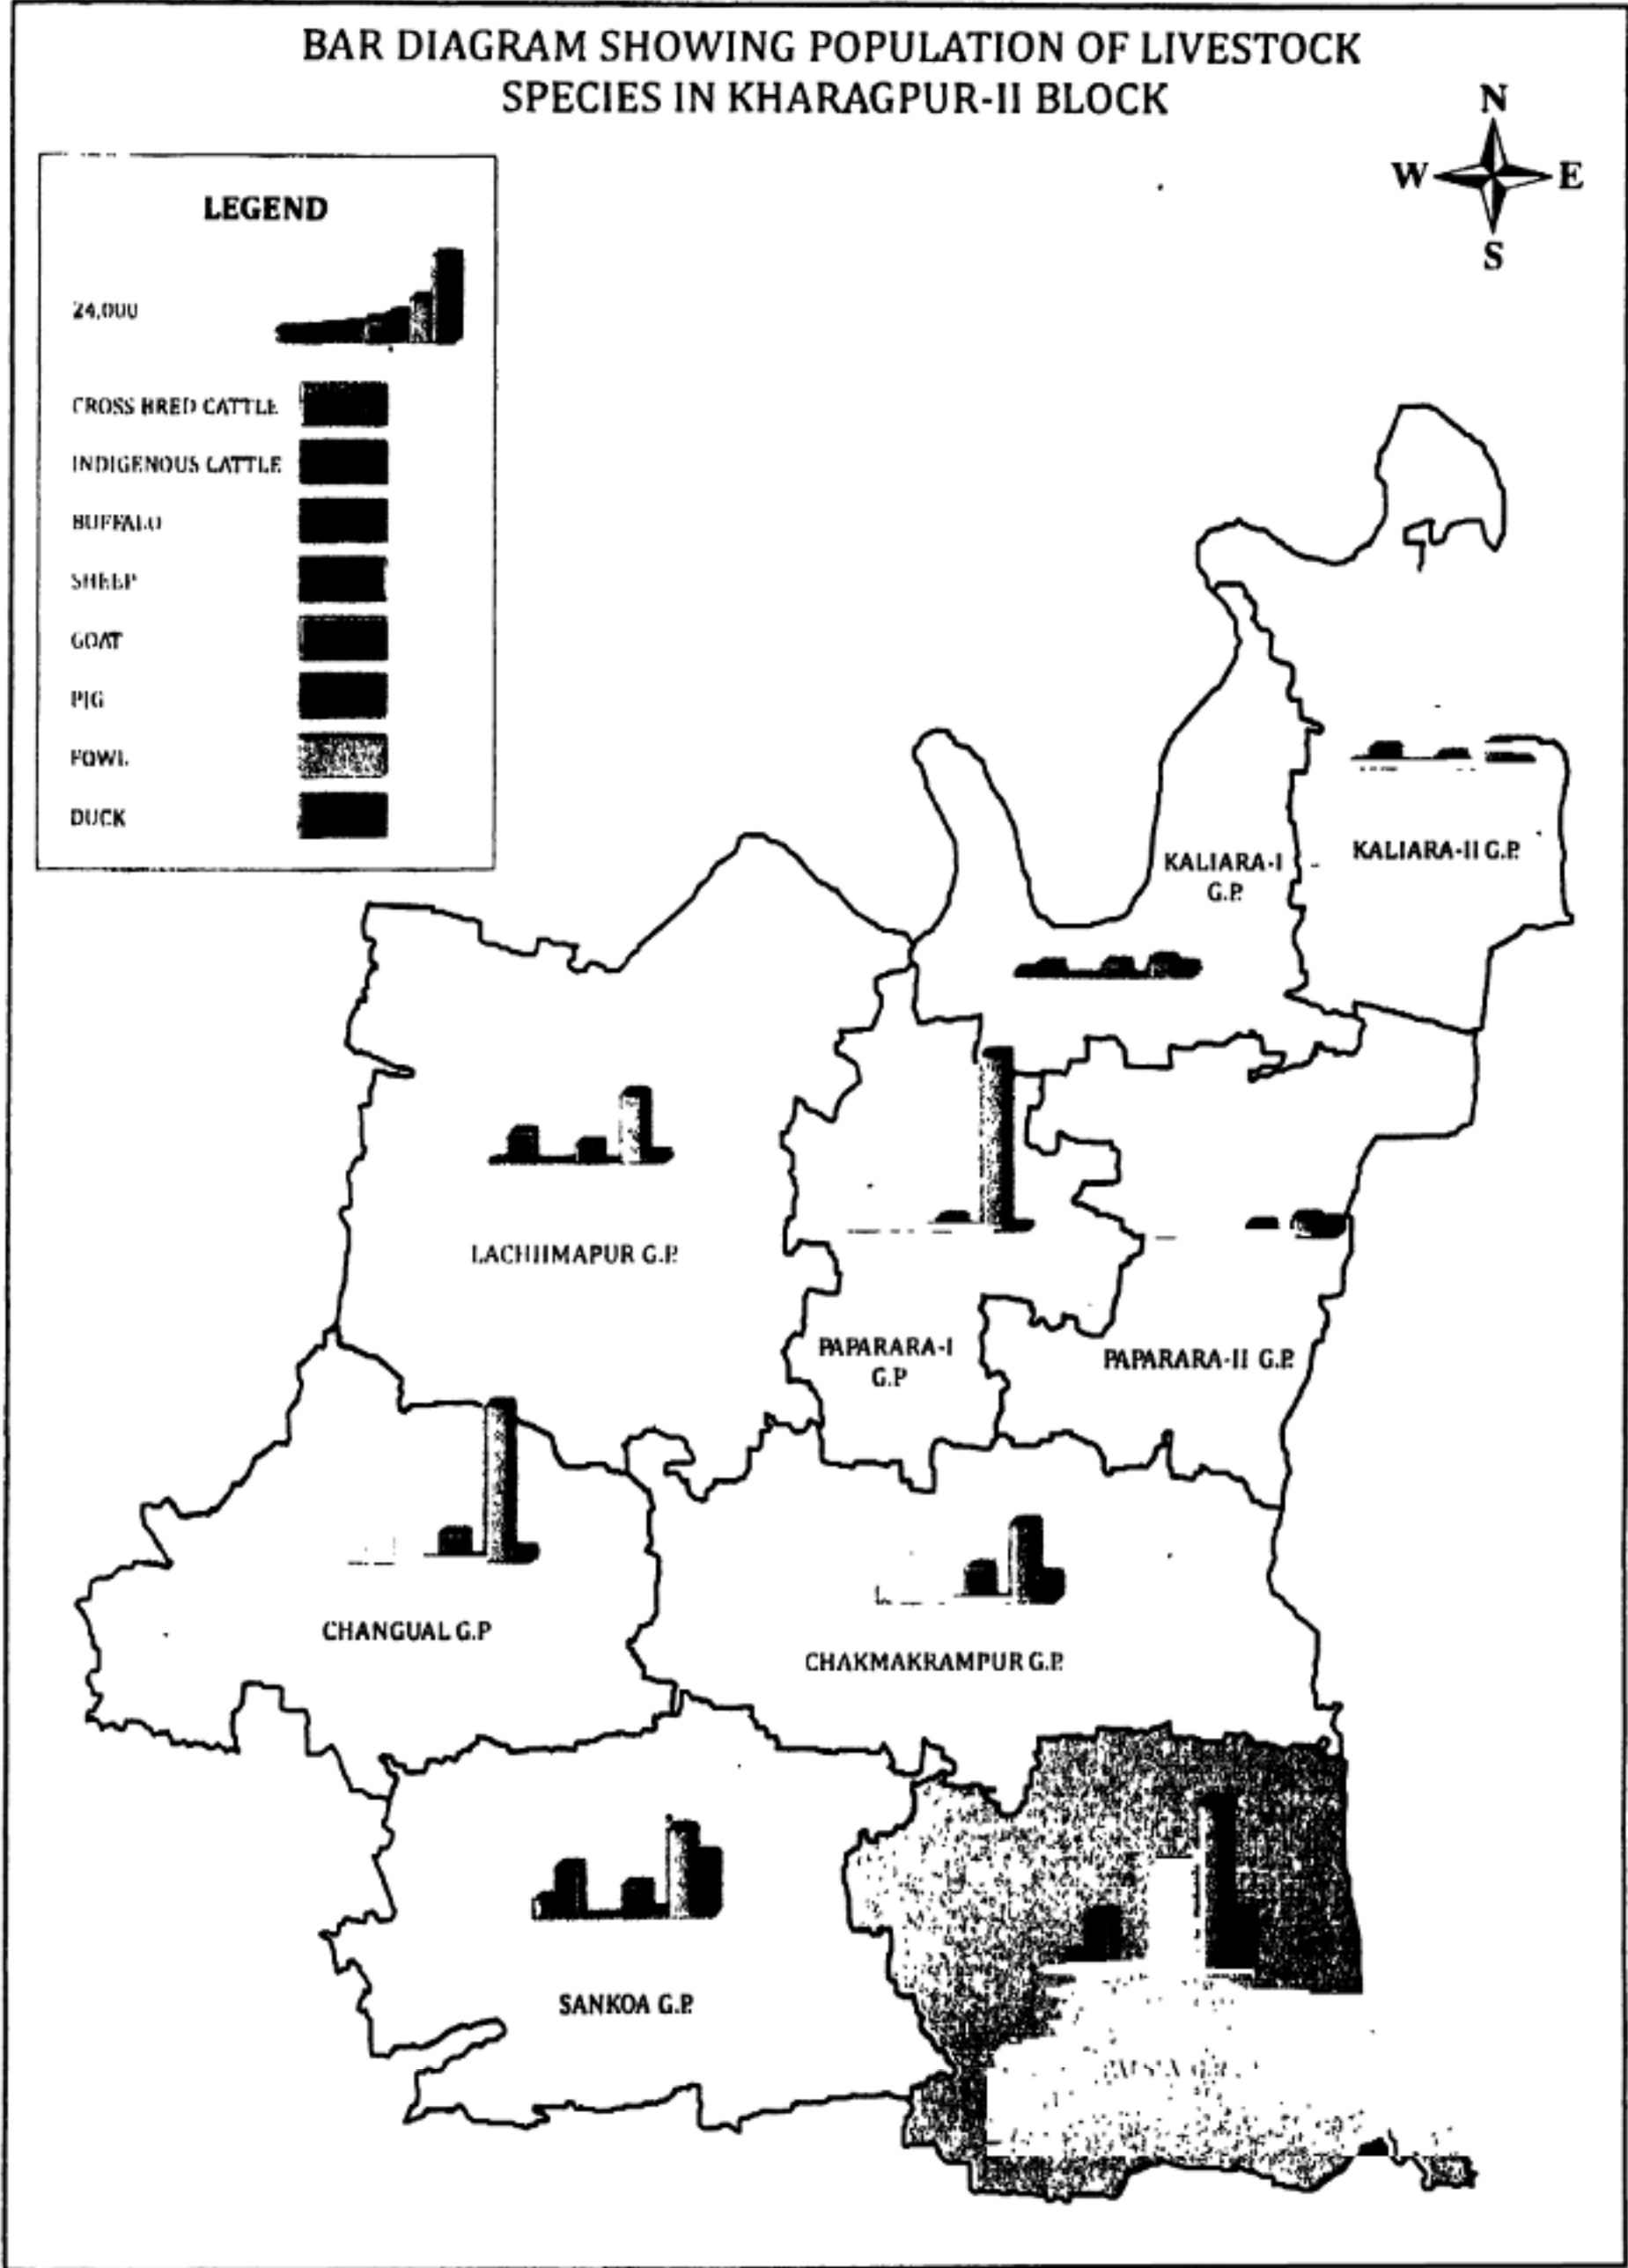 BAR DIAGRAM SHOWING POPULATION OF LIVESTOCK
SPECIES IN KHARAGPUR-II BLOCK
N
W E
S
LEGEND
24,000
CROSS BRED CATTLE
INDIGENOUS CATTLE
BUFFALO
SHEEP
GOAT
PIG
FOWL
DUCK
KALIARA-I
G.P.
KALIARA-II G.P.
LACHHMAPUR G.P.
PAPARARA-I
G.P
PAPARARA-II G.P.
CHANGUAL G.P
CHAKMAKRAMPUR G.P.
SANKOA G.P.